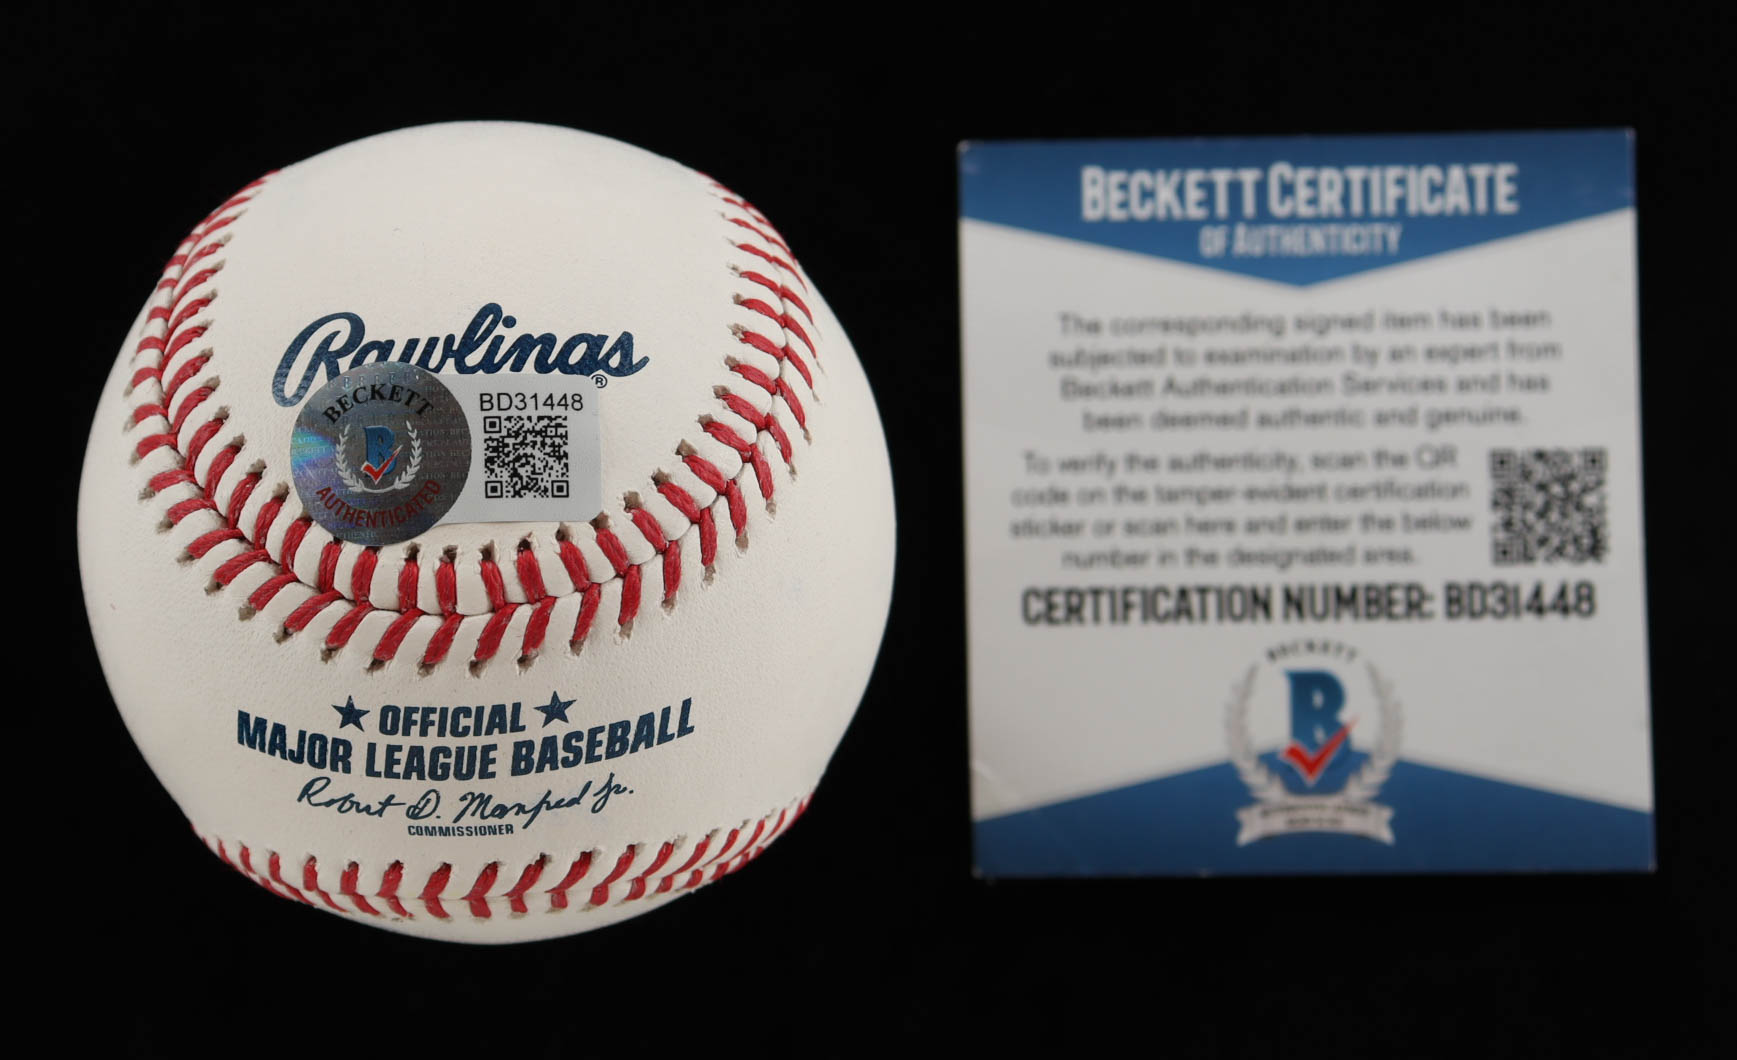 Rawlings
®
BECKETT
AUTHENTICATED
BD31448
★ OFFICIAL ★
MAJOR LEAGUE BASEBALL
Robert D. Manfred Jr.
COMMISSIONER
BECKETT CERTIFICATE
OF AUTHENTICITY
The corresponding signed item has been
subjected to examination by an expert from
Beckett Authentication Services and has
been deemed authentic and genuine.
To verify the authenticity, scan the QR
code on the tamper-evident certification
sticker or scan here and enter the below
number in the designated area.
CERTIFICATION NUMBER: BD31448
BECKETT
B